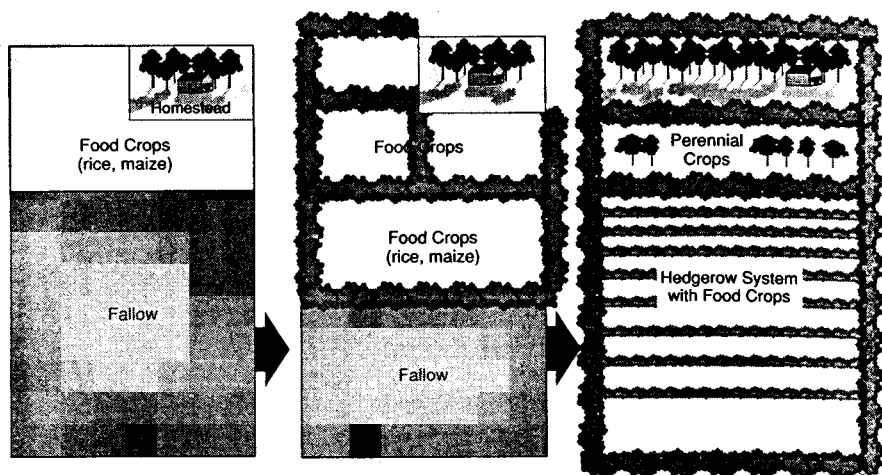 Homestead
Food Crops
(rice, maize)
Fallow
Food Crops
Food Crops
(rice, maize)
Fallow
Perennial
Crops
Hedgerow System
with Food Crops